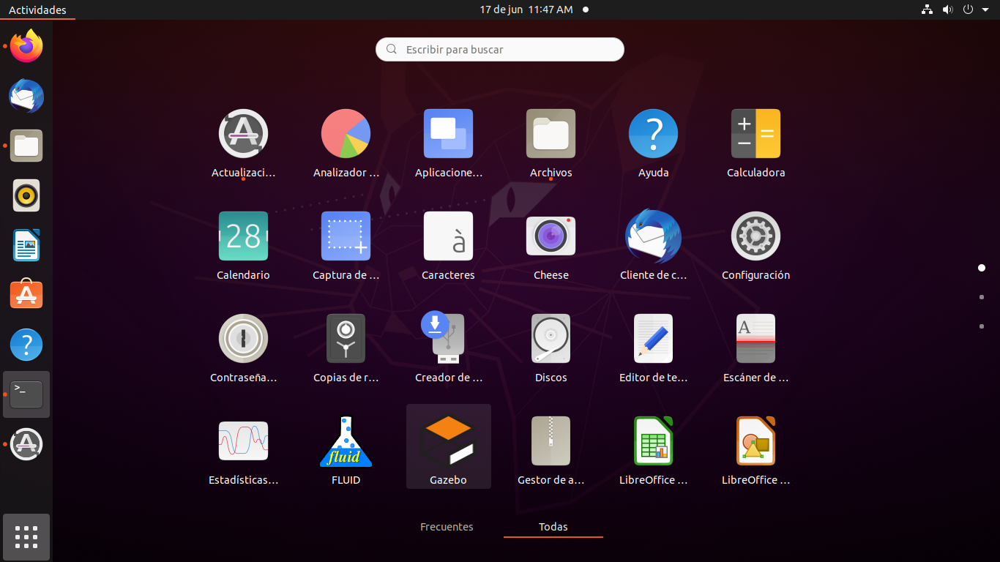 Actividades
17 de jun 11:47 AM
Escribir para buscar
Actualizaci...
Analizador ...
Aplicacione...
Archivos
Ayuda
Calculadora
28
à
Calendario
Captura de ...
Caracteres
Cheese
Cliente de c...
Configuración
A
Contraseña...
Copias de r...
Creador de ...
Discos
Editor de te...
Escáner de ...
fluid
Estadísticas...
FLUID
Gazebo
Gestor de a...
LibreOffice ...
LibreOffice ...
Frecuentes
Todas